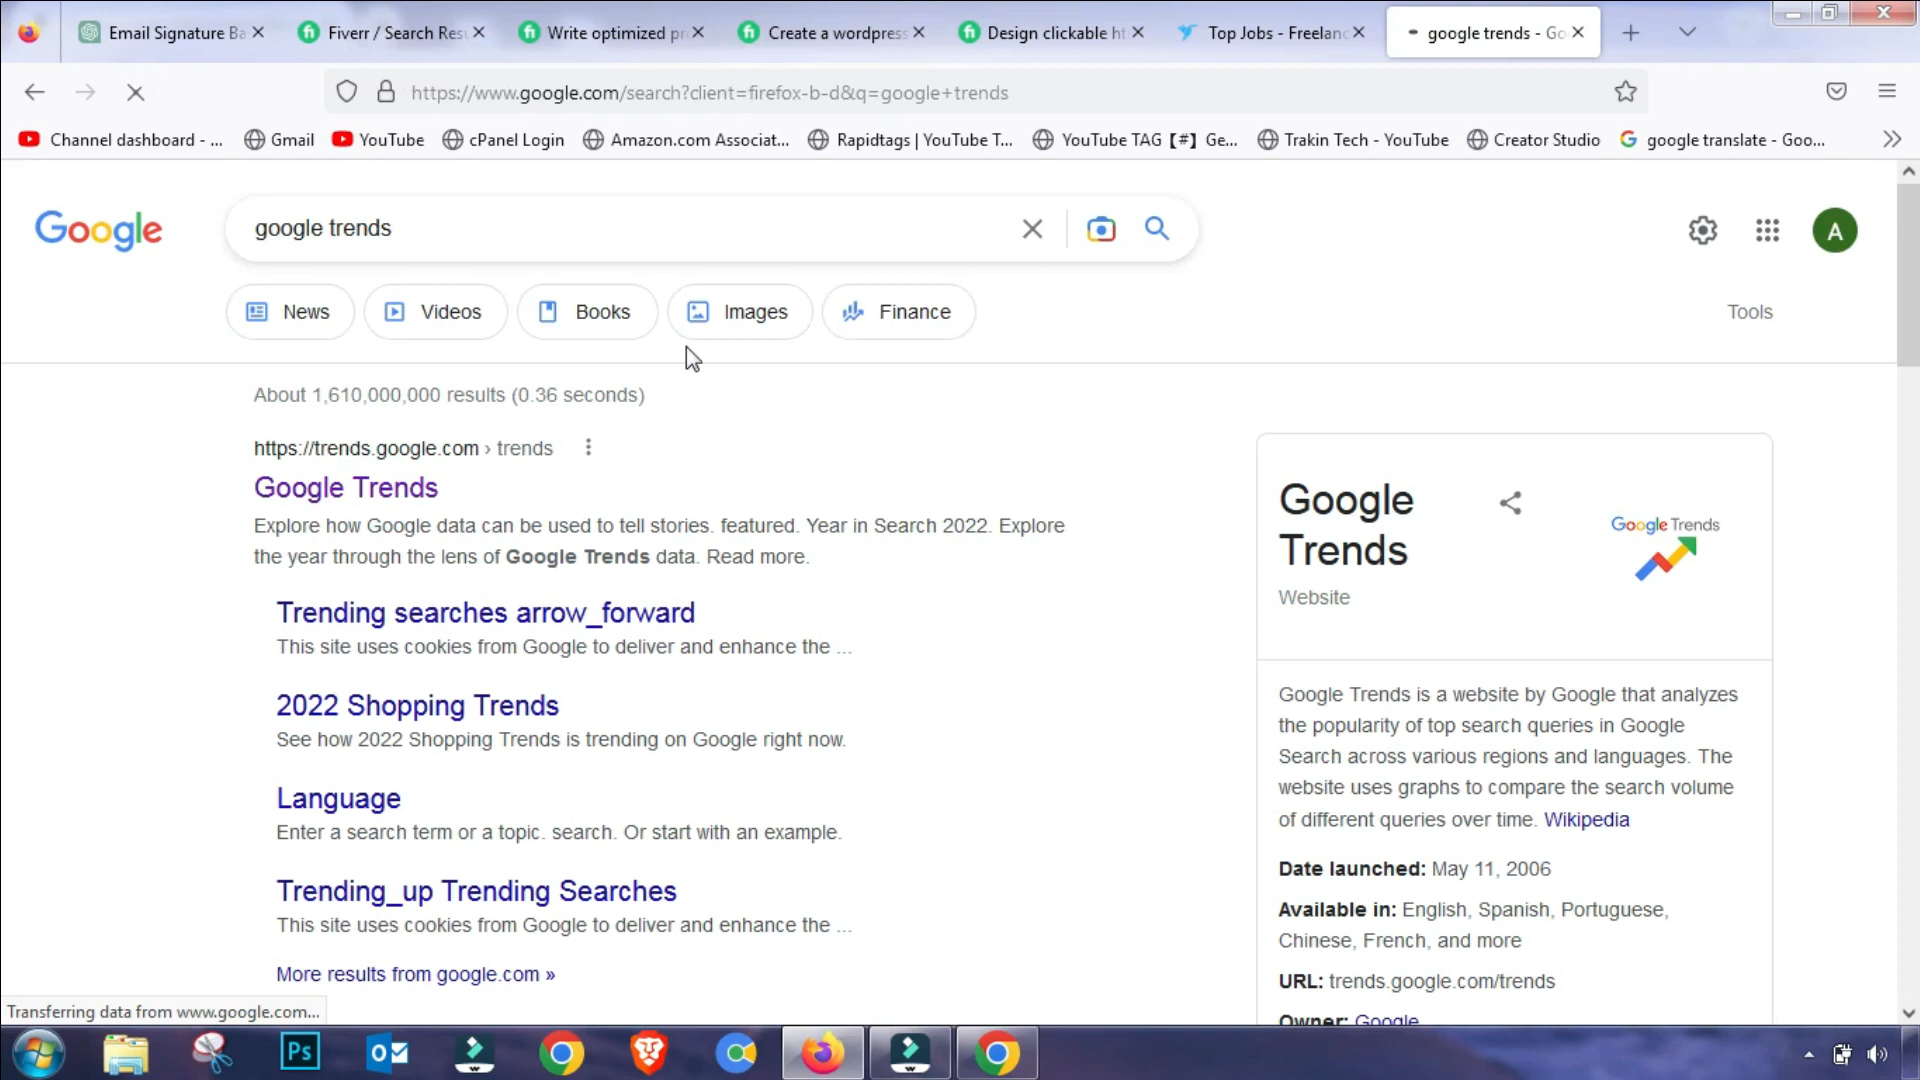 Email Signature Ba
Fiverr / Search Res
Write optimized pr
Create a wordpress
Design clickable ht
Top Jobs - Freelanc
google trends - Go
https://www.google.com/search?client=firefox-b-d&q=google+trends
Channel dashboard - ...
Gmail
YouTube
cPanel Login
Amazon.com Associat...
Rapidtags | YouTube T...
YouTube TAG【#】Ge...
Trakin Tech - YouTube
Creator Studio
google translate - Goo...
Google
google trends
A
News
Videos
Books
Images
Finance
Tools
About 1,610,000,000 results (0.36 seconds)
https://trends.google.com › trends
Google Trends
Explore how Google data can be used to tell stories. featured. Year in Search 2022. Explore
the year through the lens of Google Trends data. Read more.
Trending searches arrow_forward
This site uses cookies from Google to deliver and enhance the ...
2022 Shopping Trends
See how 2022 Shopping Trends is trending on Google right now.
Language
Enter a search term or a topic. search. Or start with an example.
Trending_up Trending Searches
This site uses cookies from Google to deliver and enhance the ...
More results from google.com »
Google
Trends
Website
Google Trends
Google Trends is a website by Google that analyzes
the popularity of top search queries in Google
Search across various regions and languages. The
website uses graphs to compare the search volume
of different queries over time. Wikipedia
Date launched: May 11, 2006
Available in: English, Spanish, Portuguese,
Chinese, French, and more
URL: trends.google.com/trends
Owner: Google
Transferring data from www.google.com...
Ps